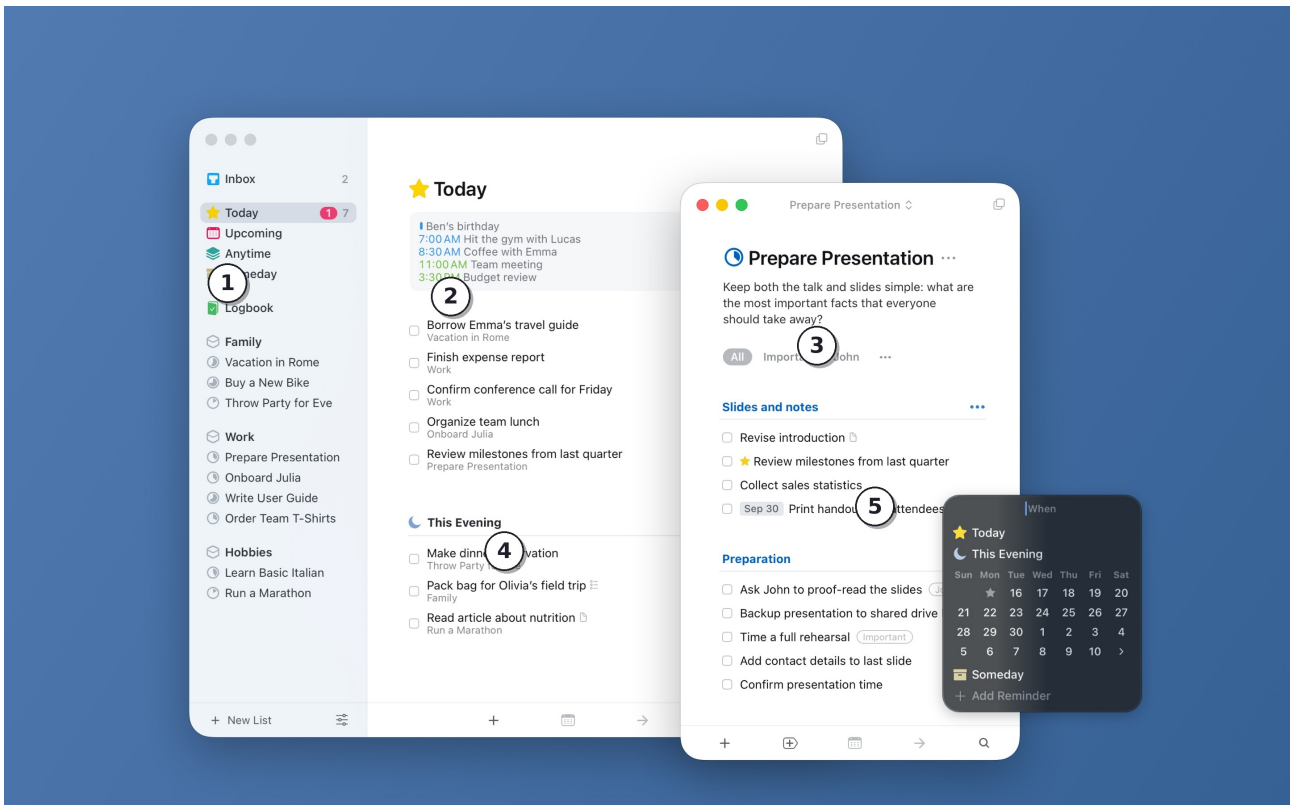 Inbox 2
Today 1 7
Upcoming
Anytime
Logbook
Family
Vacation in Rome
Buy a New Bike
Throw Party for Eve
Work
Prepare Presentation
Onboard Julia
Write User Guide
Order Team T-Shirts
Hobbies
Learn Basic Italian
Run a Marathon
+ New List
1
Today
Ben's birthday
7:00 AM Hit the gym with Lucas
8:30 AM Coffee with Emma
11:00 AM Team meeting
3:30 Budget review
2
Borrow Emma's travel guide
Vacation in Rome
Finish expense report
Work
Confirm conference call for Friday
Work
Organize team lunch
Onboard Julia
Review milestones from last quarter
Prepare Presentation
This Evening
Make
Throw Party
4
Pack bag for Olivia's field trip
Family
Read article about nutrition
Run a Marathon
Prepare Presentation
Prepare Presentation
Keep both the talk and slides simple: what are
the most important facts that everyone
should take away?
3
All
Slides and notes
Revise introduction
Review milestones from last quarter
Collect sales statistics
Sep 30 Print attendees
5
Preparation
Ask John to proof-read the slides
Backup presentation to shared drive
Time a full rehearsal Important
Add contact details to last slide
Confirm presentation time
When
Today
This Evening
Sun Mon Tue Wed Thu Fri Sat
16 17 18 19 20
21 22 23 24 25 26 27
28 29 30 1 2 3 4
5 6 7 8 9 10
Someday
+ Add Reminder